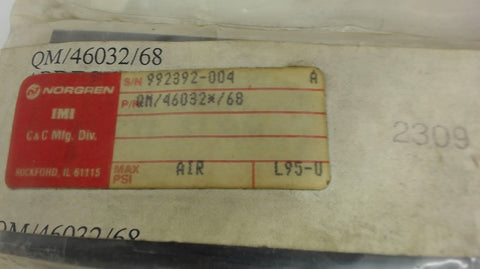 QM/46032/68
NORGREN
IMI
C&C Mfg. Div.
ROCKFORD, IL 61115
S/N 992392-004 A
P/N QM/46032*/68
MAX PSI AIR L95-U
2309
QM/46032/68